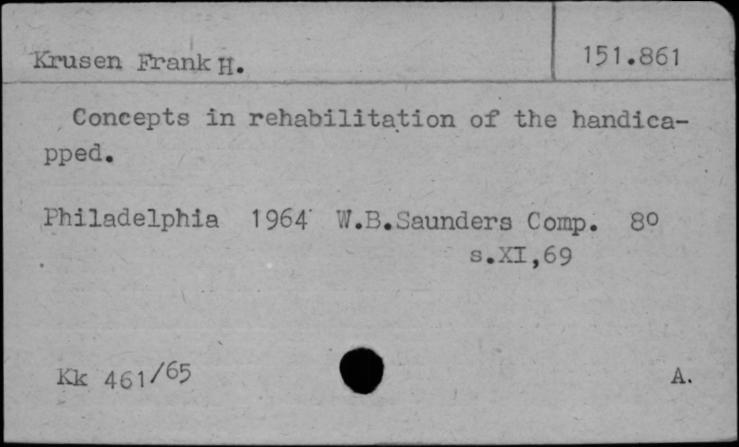 Krusen Frank H.
151.861
Concepts in rehabilitation of the handica-
pped.
Philadelphia 1964 W.B.Saunders Comp. 8o
s.XI,69
Kk 461/65
A.